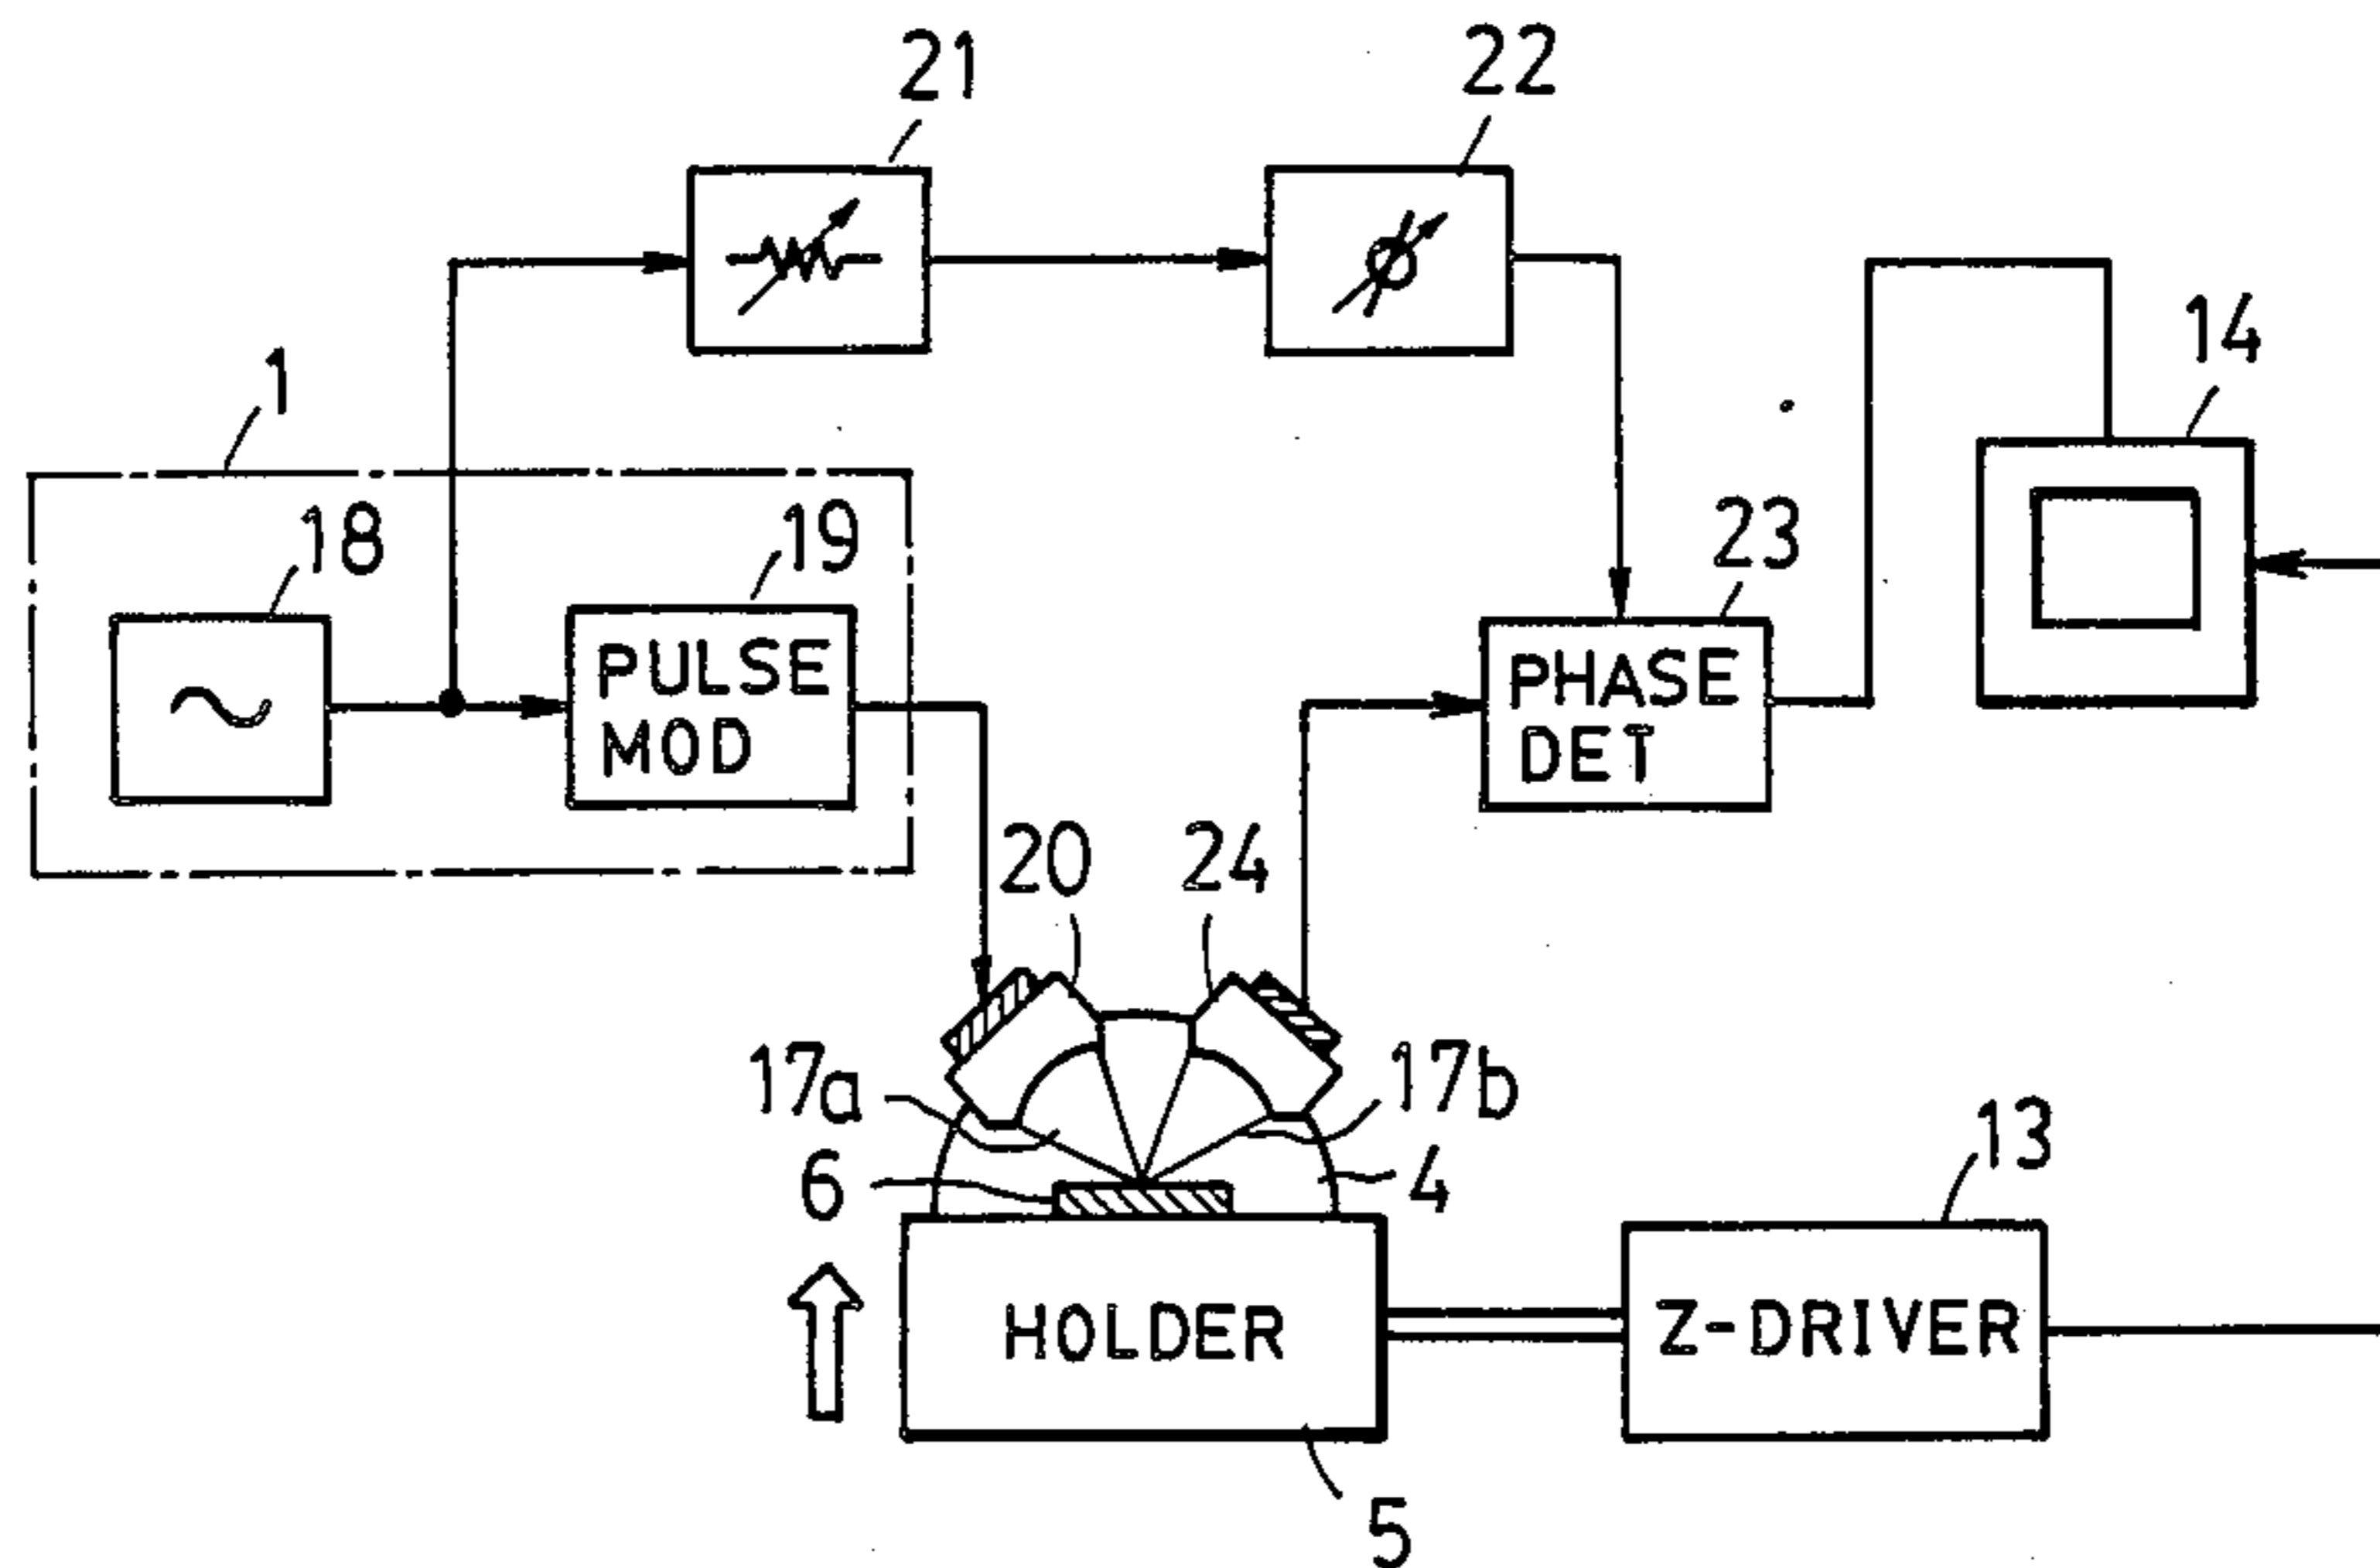 21
22
14
1
18
19
23
PULSE
MOD
PHASE
DET
20
24
17a
17b
6
4
13
HOLDER
Z-DRIVER
5